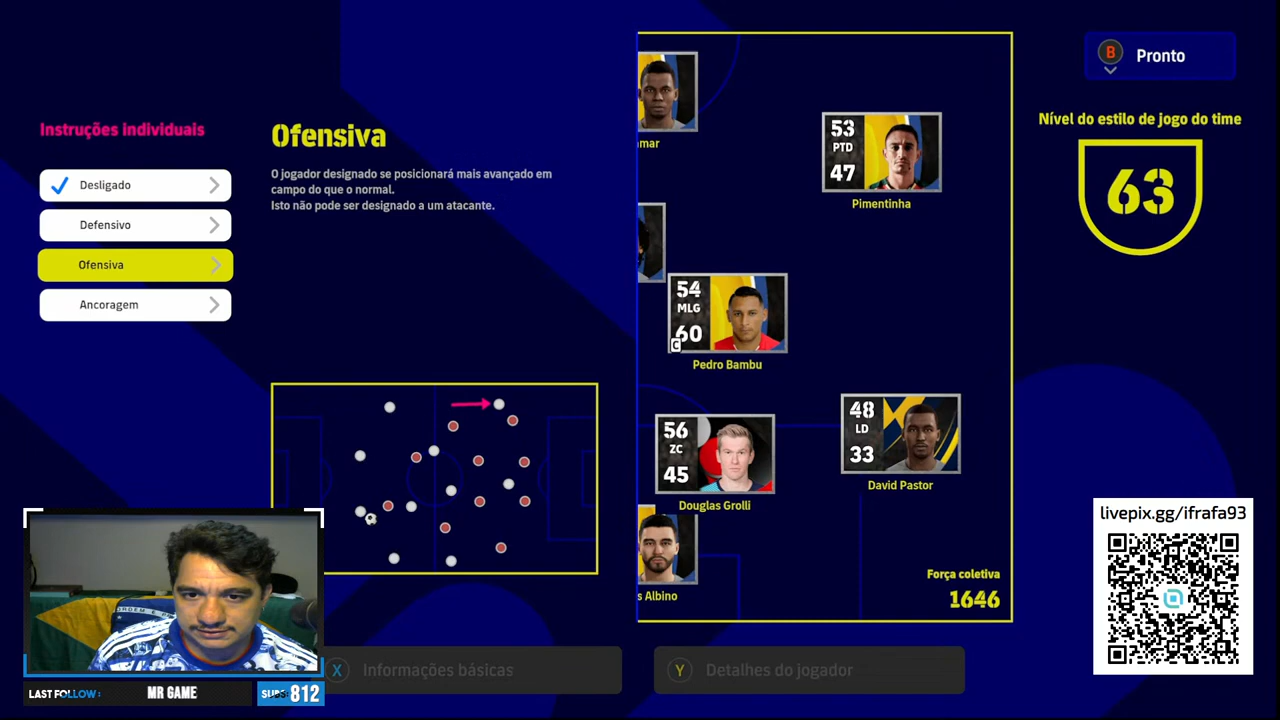 Instruções individuais
Desligado
Defensivo
Ofensiva
Ancoragem
Ofensiva
O jogador designado se posicionará mais avançado em
campo do que o normal.
Isto não pode ser designado a um atacante.
mar
53
PTD
47
Pimentinha
54
MLG
60
C
Pedro Bambu
56
ZC
45
Douglas Grolli
48
LD
33
David Pastor
s Albino
Força coletiva
1646
B Pronto
Nível do estilo de jogo do time
63
livepix.gg/ifrafa93
X Informações básicas
Y Detalhes do jogador
LAST FOLLOW: MR GAME
SUBS: 812